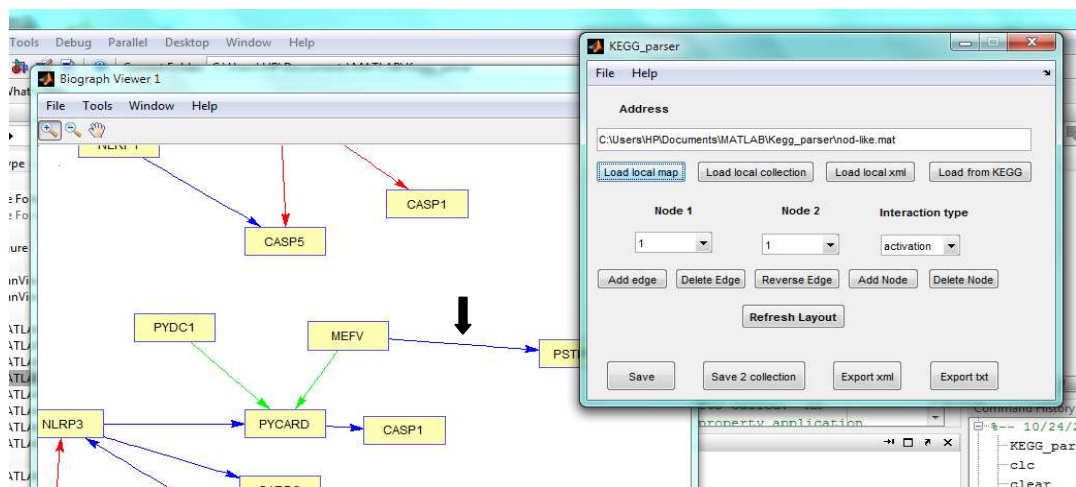 Tools Debug Parallel Desktop Window Help
Biograph Viewer 1
File Tools Window Help
CASP1
CASP5
PYDC1
MEFV
NLRP3
PYCARD
CASP1
KEGG_parser
File Help
Address
C:\Users\HP\Documents\MATLAB\Kegg_parser\nod-like.mat
Load local map Load local collection Load local xml Load from KEGG
Node 1 Node 2 Interaction type
1 1 activation
Add edge Delete Edge Reverse Edge Add Node Delete Node
Refresh Layout
Save Save 2 collection Export xml Export txt
property application
Command History
%-- 10/24/2
KEGG_par
clc
clear